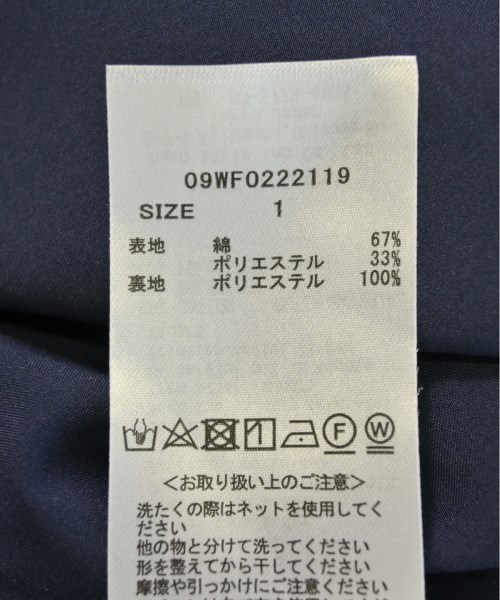 09WF0222119
SIZE 1
表地 綿 67%
ポリエステル 33%
裏地 ポリエステル 100%
F W
<お取り扱い上のご注意>
洗たくの際はネットを使用してく
ださい
他の物と分けて洗ってください
形を整えてから干してください
摩擦や引っかけにご注意ください